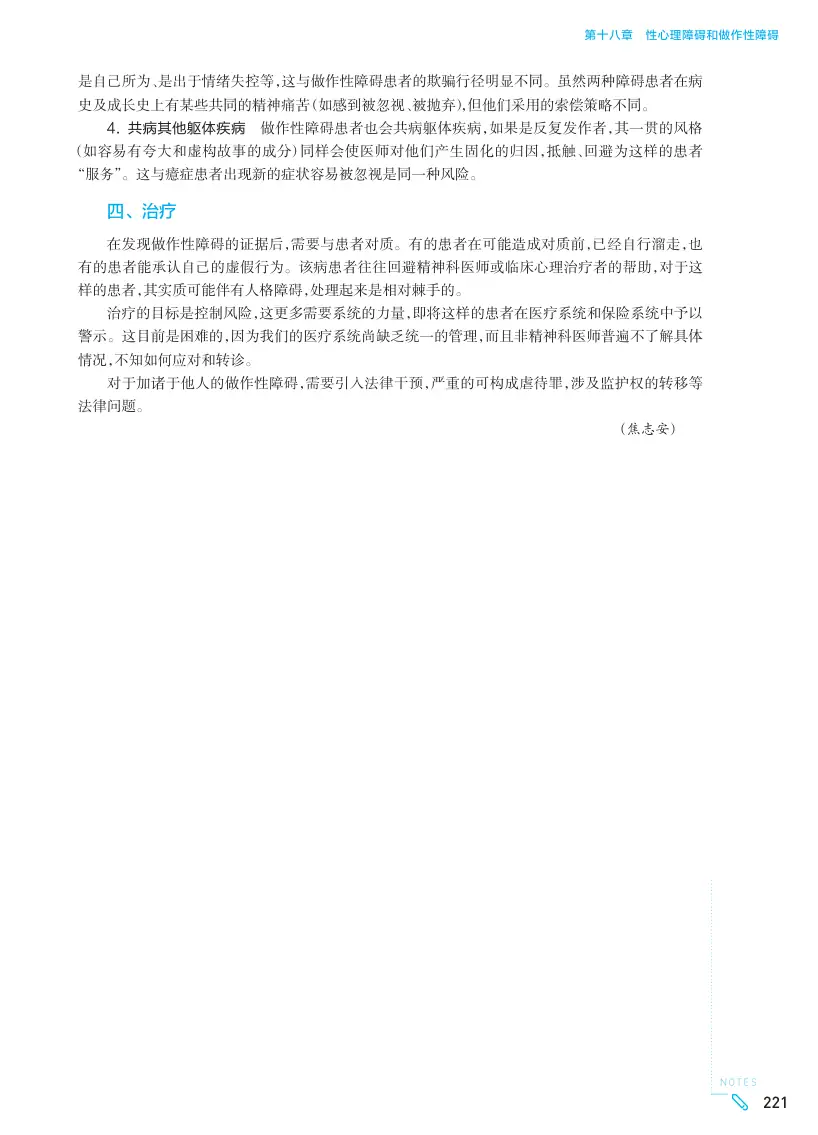 第十八章 性心理障碍和做作性障碍
是自己所为、是出于情绪失控等,这与做作性障碍患者的欺骗行径明显不同。虽然两种障碍患者在病
史及成长史上有某些共同的精神痛苦(如感到被忽视、被抛弃),但他们采用的索偿策略不同。
4. 共病其他躯体疾病 做作性障碍患者也会共病躯体疾病,如果是反复发作者,其一贯的风格
(如容易有夸大和虚构故事的成分)同样会使医师对他们产生固化的归因,抵触、回避为这样的患者
“服务”。这与癔症患者出现新的症状容易被忽视是同一种风险。
四、治疗
在发现做作性障碍的证据后,需要与患者对质。有的患者在可能造成对质前,已经自行溜走,也
有的患者能承认自己的虚假行为。该病患者往往回避精神科医师或临床心理治疗者的帮助,对于这
样的患者,其实质可能伴有人格障碍,处理起来是相对棘手的。
治疗的目标是控制风险,这更多需要系统的力量,即将这样的患者在医疗系统和保险系统中予以
警示。这目前是困难的,因为我们的医疗系统尚缺乏统一的管理,而且非精神科医师普遍不了解具体
情况,不知如何应对和转诊。
对于加诸于他人的做作性障碍,需要引入法律干预,严重的可构成虐待罪,涉及监护权的转移等
法律问题。
(焦志安)
NOTES
221